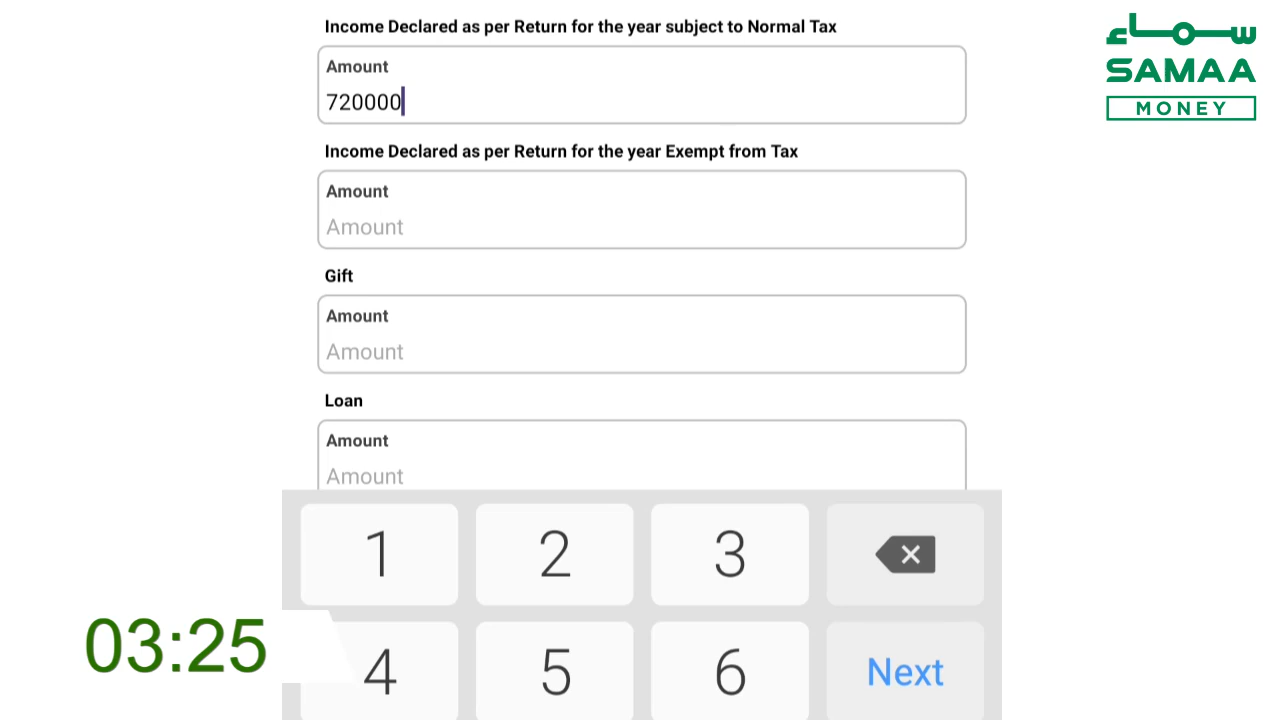 Income Declared as per Return for the year subject to Normal Tax
Amount
720000
Income Declared as per Return for the year Exempt from Tax
Amount
Amount
Gift
Amount
Amount
Loan
Amount
Amount
1 2 3
4 5 6 Next
03:25
سماء
SAMAA
MONEY